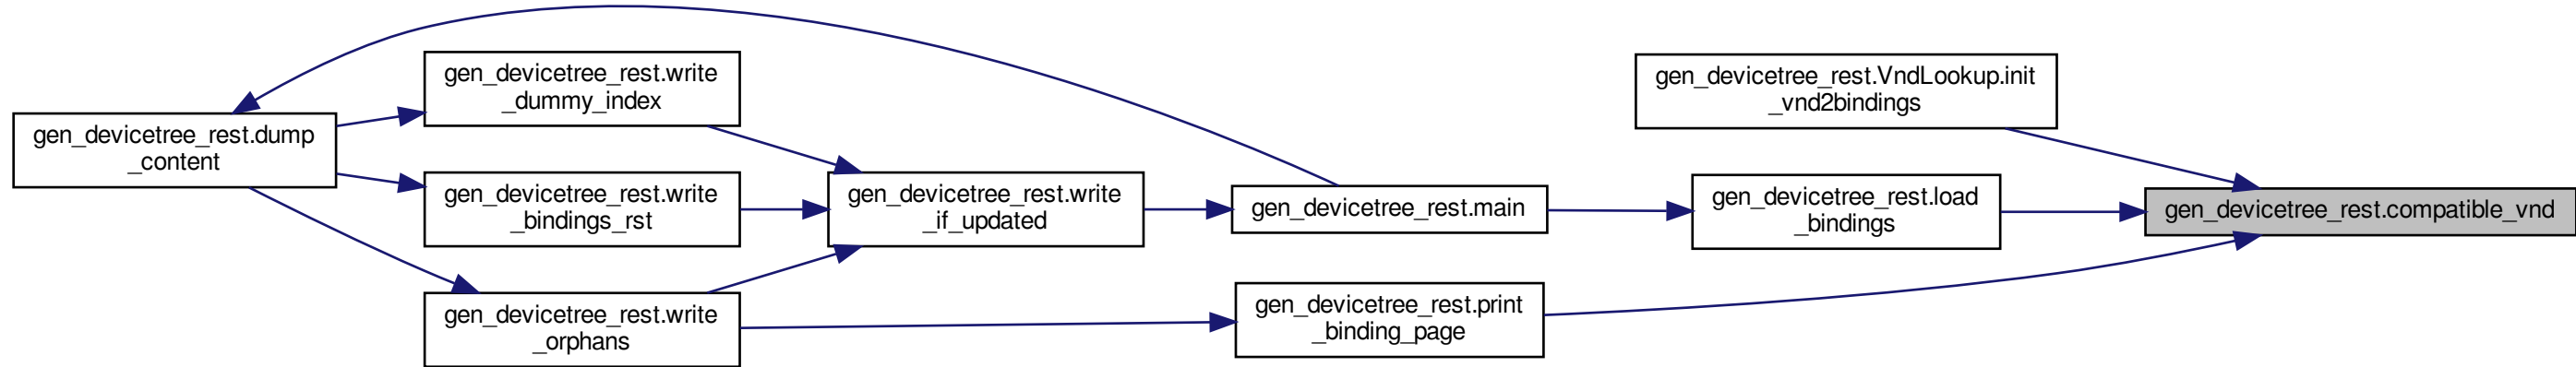 gen_devicetree_rest.dump
_content
gen_devicetree_rest.write
_dummy_index
gen_devicetree_rest.write
_bindings_rst
gen_devicetree_rest.write
_orphans
gen_devicetree_rest.write
_if_updated
gen_devicetree_rest.main
gen_devicetree_rest.print
_binding_page
gen_devicetree_rest.VndLookup.init
_vnd2bindings
gen_devicetree_rest.load
_bindings
gen_devicetree_rest.compatible_vnd